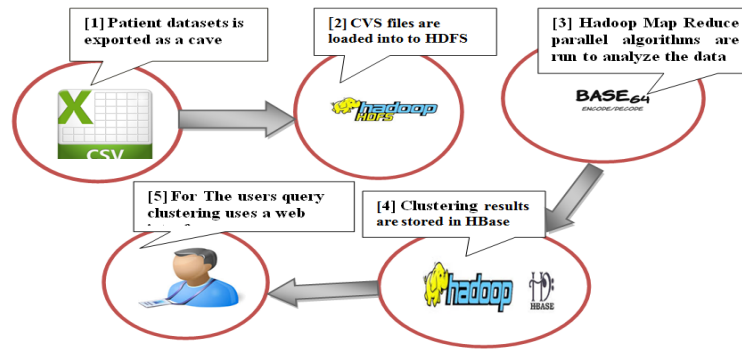 [1] Patient datasets is
exported as a cave
[2] CVS files are
loaded into to HDFS
[3] Hadoop Map Reduce
parallel algorithms are
run to analyze the data
X
CSV
hadoop
HDFS
BASE64
ENCODE/DECODE
[5] For The users query
clustering uses a web
[4] Clustering results
are stored in HBase
hadoop
HBASE